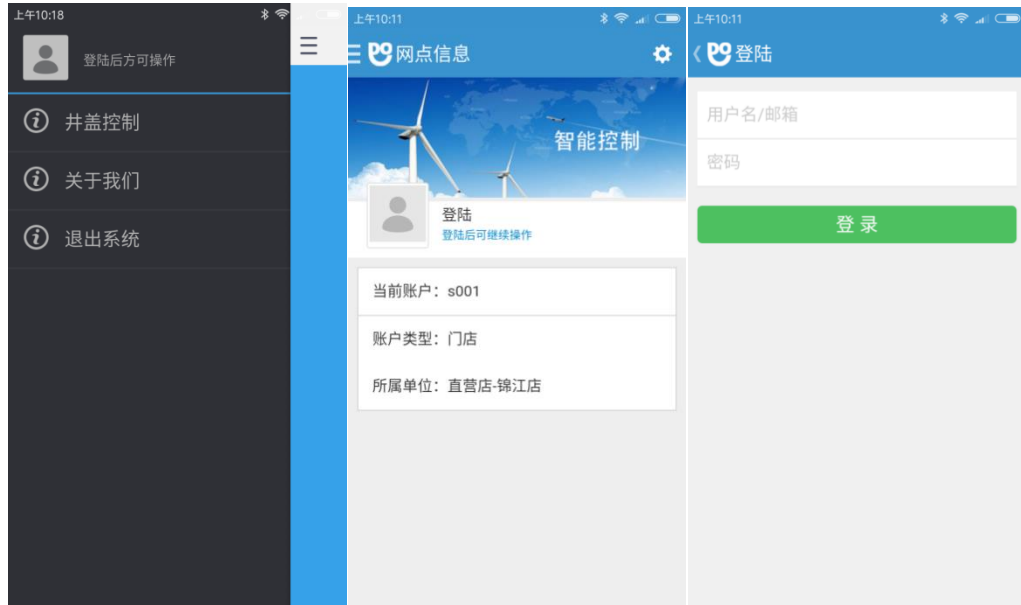 上午10:18
登陆后方可操作
井盖控制
关于我们
退出系统
上午10:11
网点信息
智能控制
登陆
登陆后可继续操作
当前账户：s001
账户类型：门店
所属单位：直营店-锦江店
上午10:11
登陆
用户名/邮箱
密码
登录